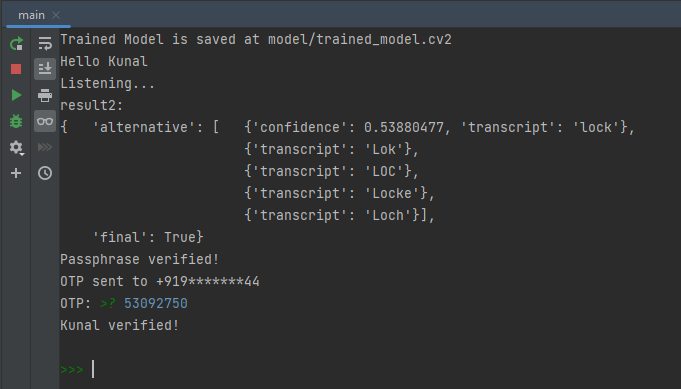 main
Trained Model is saved at model/trained_model.cv2
Hello Kunal
Listening...
result2:
{   'alternative': [   {'confidence': 0.53880477, 'transcript': 'lock'},
                       {'transcript': 'Lok'},
                       {'transcript': 'LOC'},
                       {'transcript': 'Locke'},
                       {'transcript': 'Loch'}],
    'final': True}
Passphrase verified!
OTP sent to +919*******44
OTP: >? 53092750
Kunal verified!
>>>